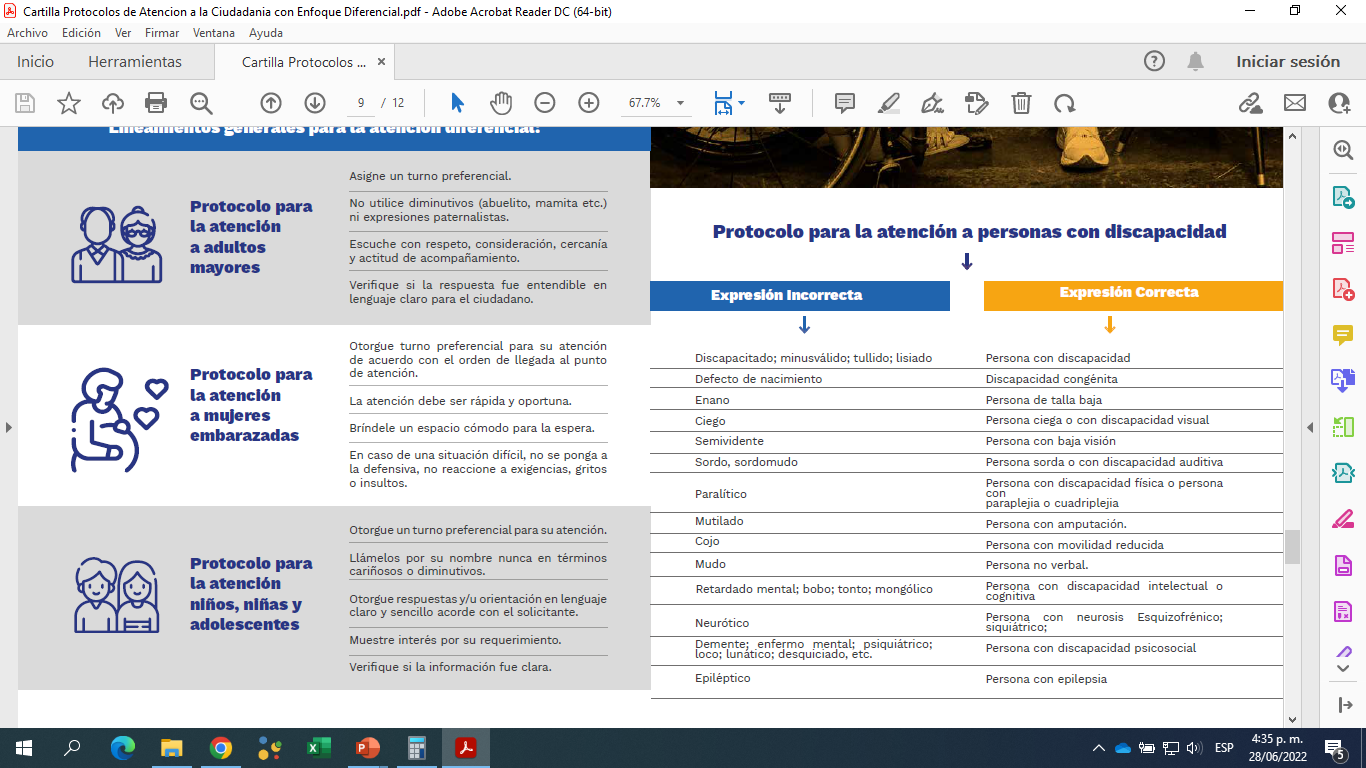 Cartilla Protocolos de Atencion a la Ciudadania con Enfoque Diferencial.pdf - Adobe Acrobat Reader DC (64-bit)
Archivo Edición Ver Firmar Ventana Ayuda
Inicio Herramientas Cartilla Protocolos ... × Iniciar sesión
9 / 12 67.7%
Lineamientos generales para la atención diferencial:
Protocolo para
la atención
a adultos
mayores
Asigne un turno preferencial.
No utilice diminutivos (abuelito, mamita etc.)
ni expresiones paternalistas.
Escuche con respeto, consideración, cercanía
y actitud de acompañamiento.
Verifique si la respuesta fue entendible en
lenguaje claro para el ciudadano.
Protocolo para
la atención
a mujeres
embarazadas
Otorgue turno preferencial para su atención
de acuerdo con el orden de llegada al punto
de atención.
La atención debe ser rápida y oportuna.
Bríndele un espacio cómodo para la espera.
En caso de una situación difícil, no se ponga a
la defensiva, no reaccione a exigencias, gritos
o insultos.
Protocolo para
la atención
niños, niñas y
adolescentes
Otorgue un turno preferencial para su atención.
Llámelos por su nombre nunca en términos
cariñosos o diminutivos.
Otorgue respuestas y/u orientación en lenguaje
claro y sencillo acorde con el solicitante.
Muestre interés por su requerimiento.
Verifique si la información fue clara.
Protocolo para la atención a personas con discapacidad
Expresión Incorrecta Expresión Correcta
Discapacitado; minusválido; tullido; lisiado Persona con discapacidad
Defecto de nacimiento Discapacidad congénita
Enano Persona de talla baja
Ciego Persona ciega o con discapacidad visual
Semividente Persona con baja visión
Sordo, sordomudo Persona sorda o con discapacidad auditiva
Paralítico Persona con discapacidad física o persona
con
paraplejia o cuadriplejia
Mutilado Persona con amputación.
Cojo Persona con movilidad reducida
Mudo Persona no verbal.
Retardado mental; bobo; tonto; mongólico Persona con discapacidad intelectual o
cognitiva
Neurótico Persona con neurosis Esquizofrénico;
siquiátrico;
Demente; enfermo mental; psiquiátrico;
loco; lunático; desquiciado, etc.
Persona con discapacidad psicosocial
Epiléptico Persona con epilepsia
ESP
4:35 p. m.
28/06/2022
5